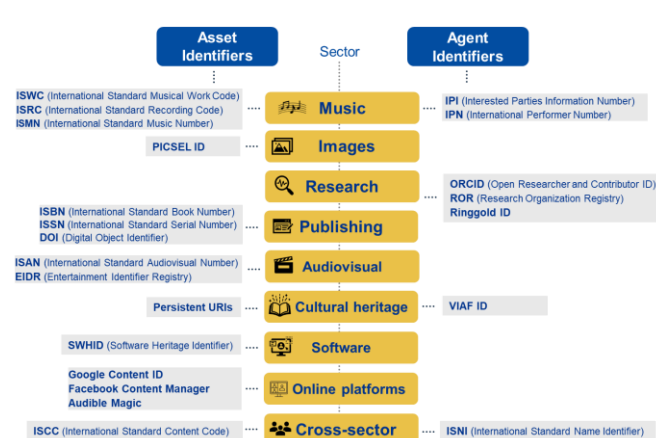 Asset
Identifiers
Sector
Agent
Identifiers
ISWC (International Standard Musical Work Code)
ISRC (International Standard Recording Code)
ISMN (International Standard Music Number)
Music
IPI (Interested Parties Information Number)
IPN (International Performer Number)
PICSEL ID
Images
Research
ORCID (Open Researcher and Contributor ID)
ROR (Research Organization Registry)
Ringgold ID
ISBN (International Standard Book Number)
ISSN (International Standard Serial Number)
DOI (Digital Object Identifier)
Publishing
ISAN (International Standard Audiovisual Number)
EIDR (Entertainment Identifier Registry)
Audiovisual
Persistent URIs
Cultural heritage
VIAF ID
SWHID (Software Heritage Identifier)
Software
Google Content ID
Facebook Content Manager
Audible Magic
Online platforms
ISCC (International Standard Content Code)
Cross-sector
ISNI (International Standard Name Identifier)